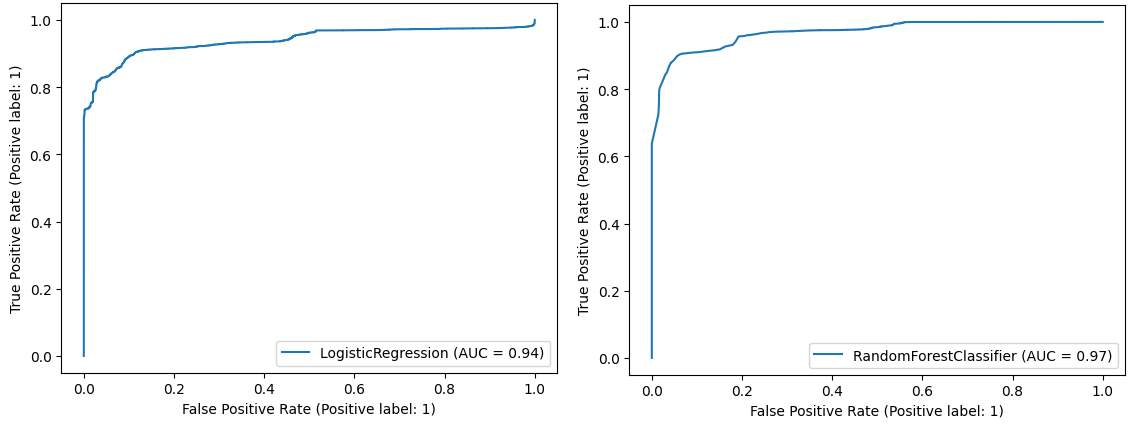 True Positive Rate (Positive label: 1)
1.0
0.8
0.6
0.4
0.2
0.0
LogisticRegression (AUC = 0.94)
0.0 0.2 0.4 0.6 0.8 1.0
False Positive Rate (Positive label: 1)
True Positive Rate (Positive label: 1)
1.0
0.8
0.6
0.4
0.2
0.0
RandomForestClassifier (AUC = 0.97)
0.0 0.2 0.4 0.6 0.8 1.0
False Positive Rate (Positive label: 1)